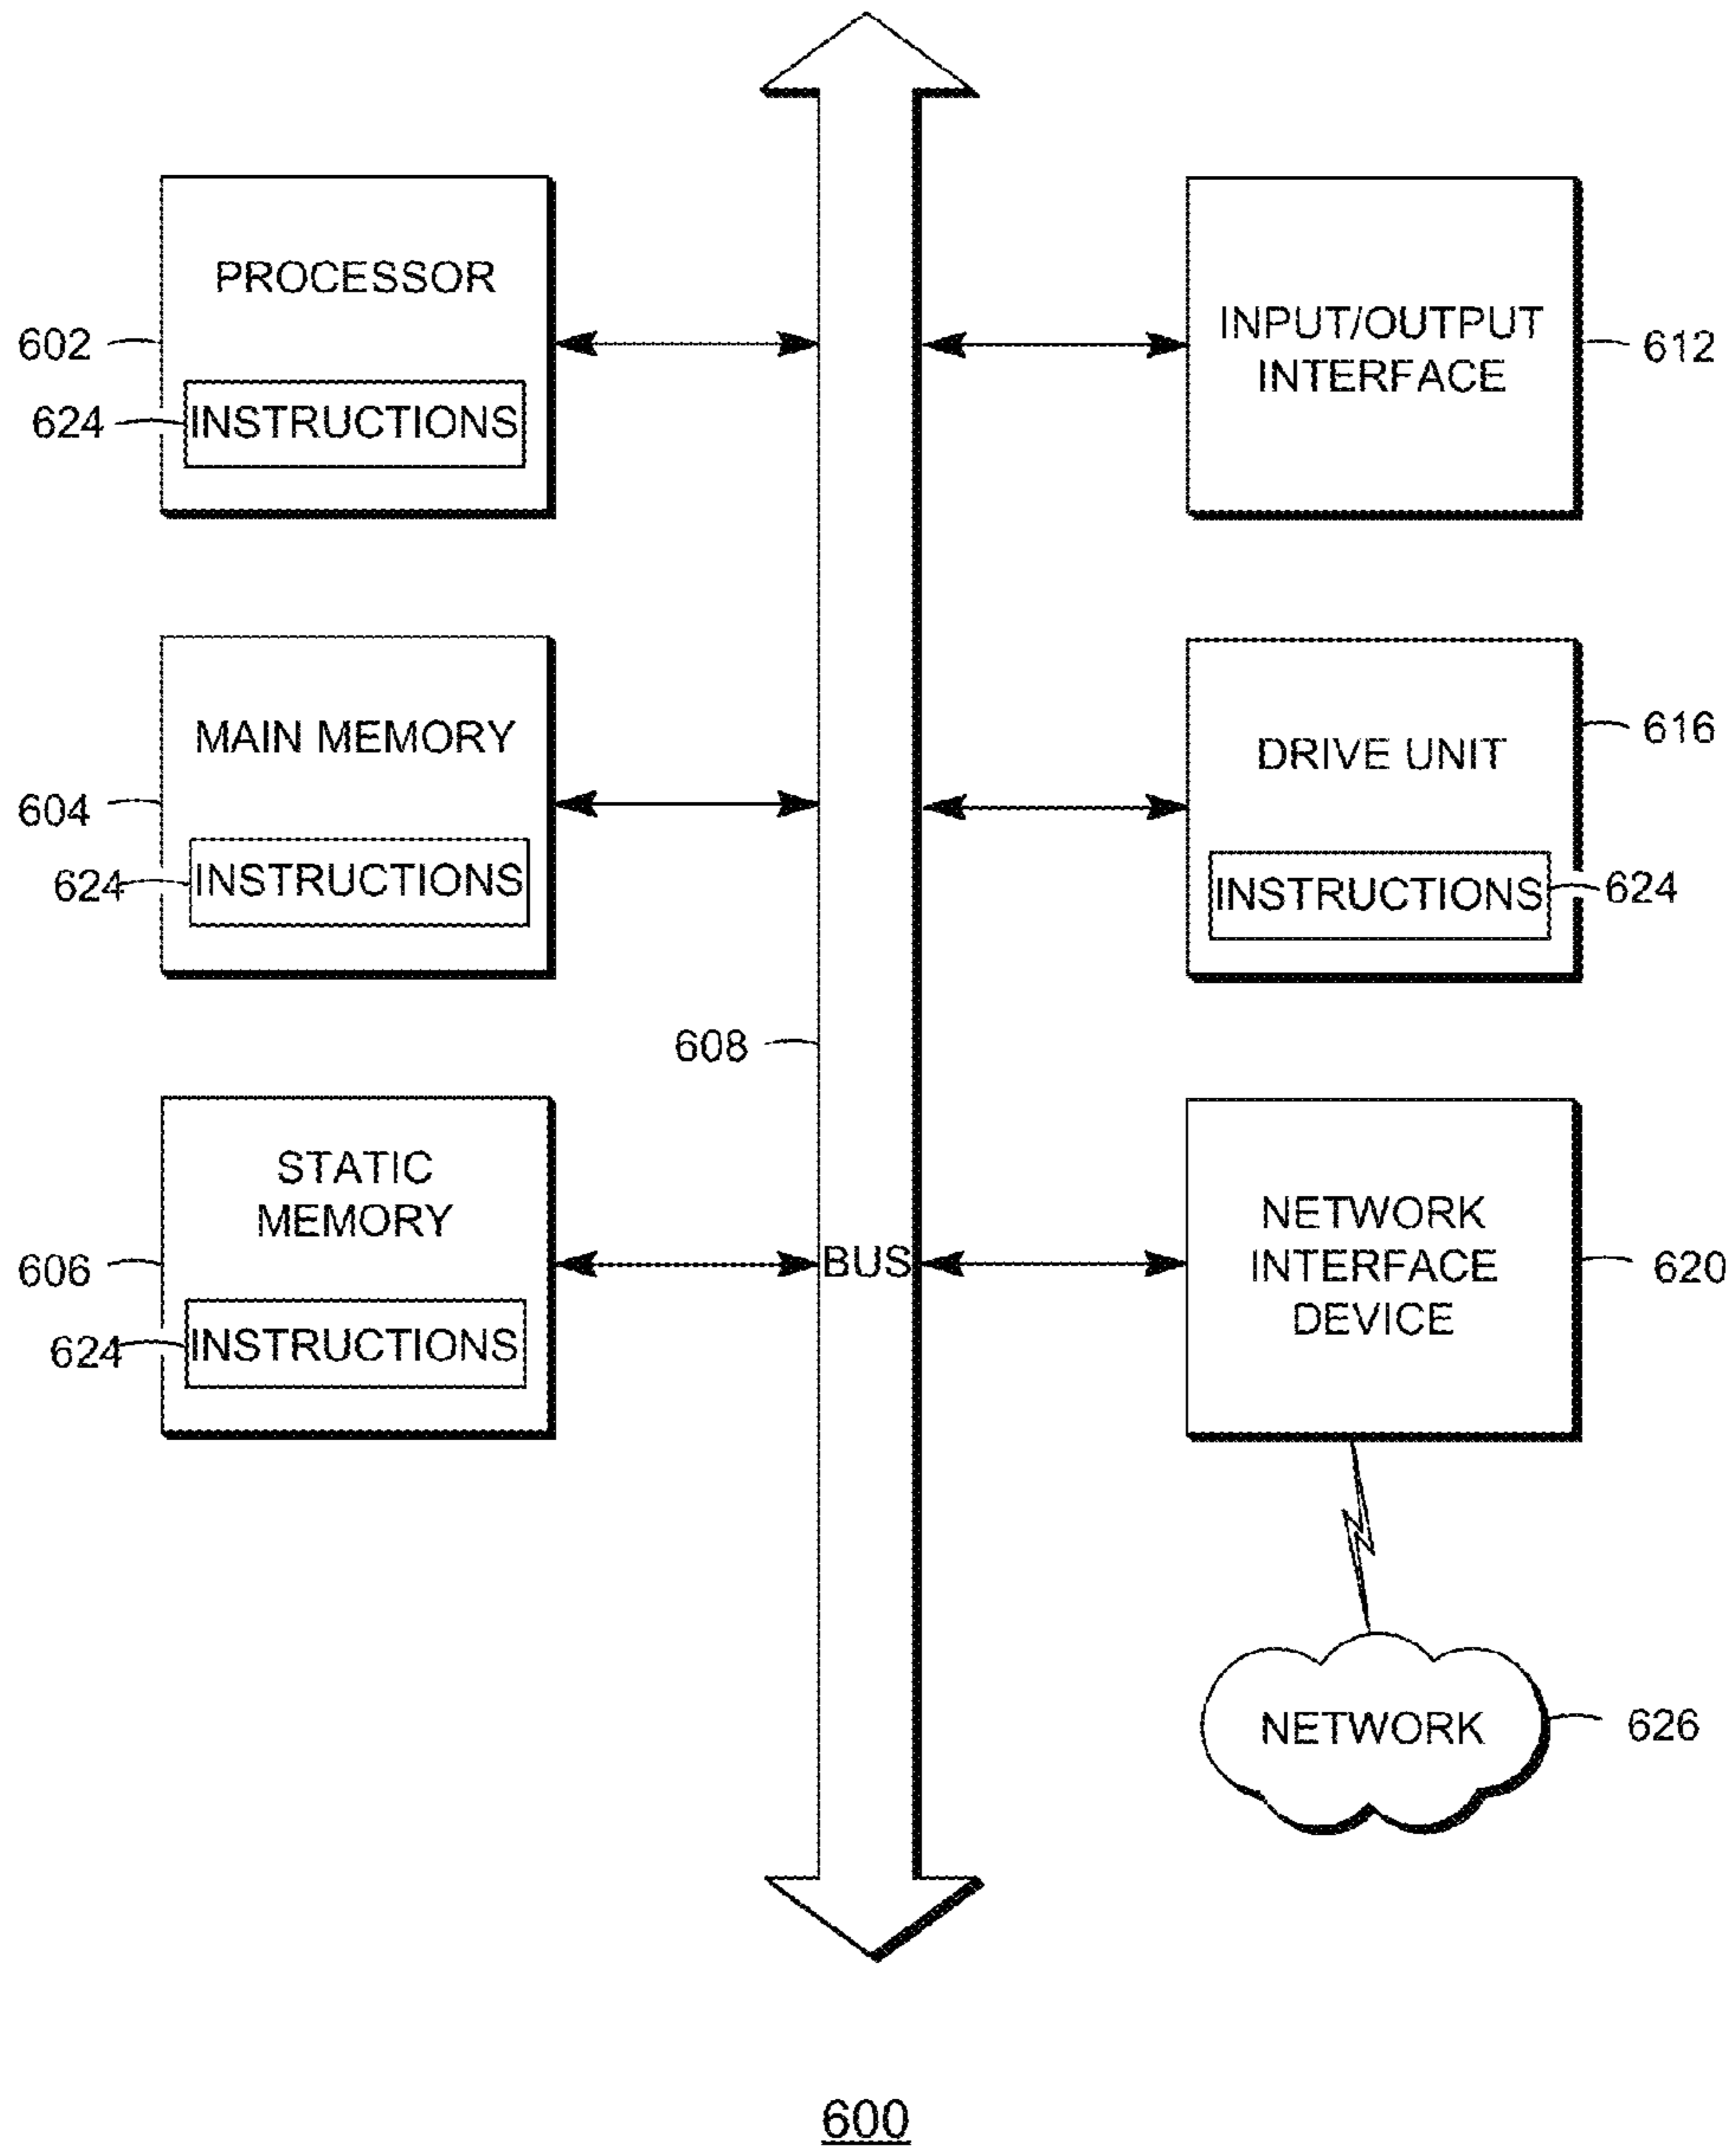 PROCESSOR
602
624
INSTRUCTIONS
INPUT/OUTPUT
INTERFACE
612
MAIN MEMORY
604
624
INSTRUCTIONS
DRIVE UNIT
616
INSTRUCTIONS
624
608
STATIC
MEMORY
606
624
INSTRUCTIONS
BUS
NETWORK
INTERFACE
DEVICE
620
NETWORK
626
600